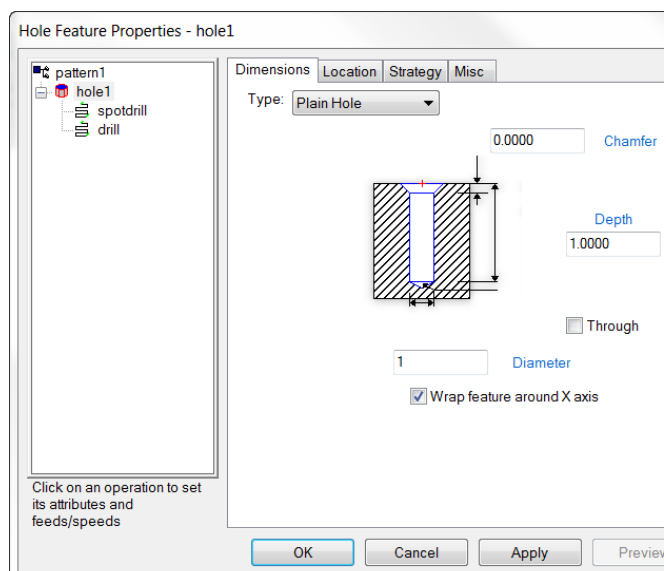 Hole Feature Properties - hole1
pattern1
hole1
spotdrill
drill
Click on an operation to set
its attributes and
feeds/speeds
Dimensions Location Strategy Misc
Type: Plain Hole
0.0000 Chamfer
Depth
1.0000
Through
1 Diameter
Wrap feature around X axis
OK Cancel Apply Preview